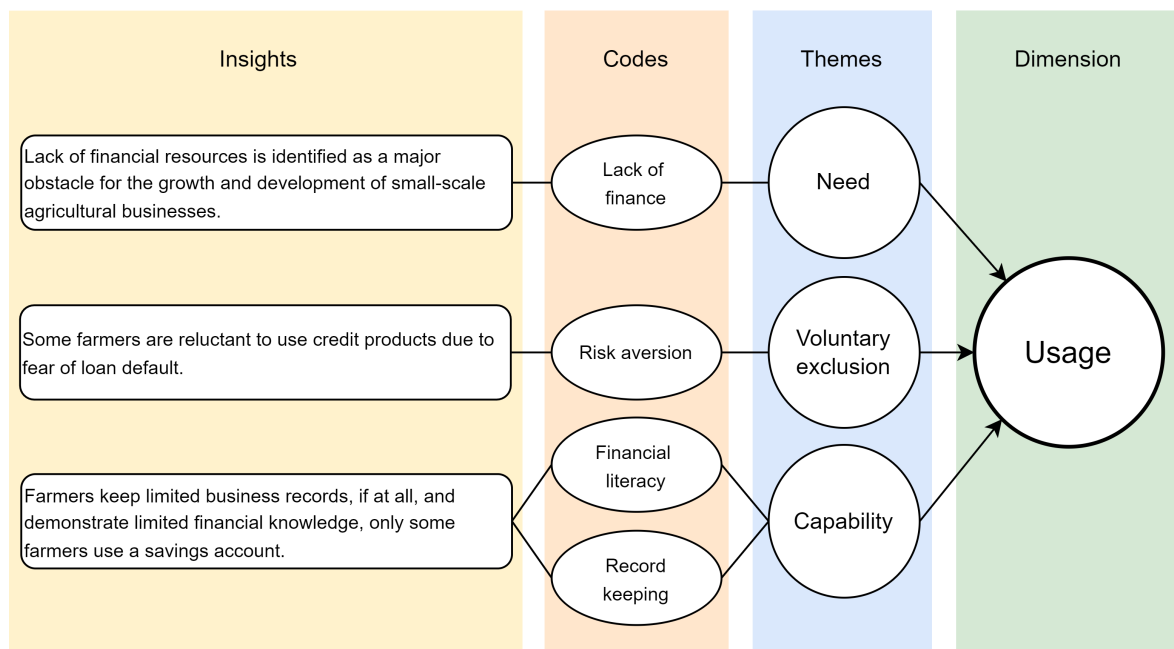 Insights
Codes
Themes
Dimension
Lack of financial resources is identified as a major
obstacle for the growth and development of small-scale
agricultural businesses.
Lack of
finance
Need
Some farmers are reluctant to use credit products due to
fear of loan default.
Risk aversion
Voluntary
exclusion
Usage
Farmers keep limited business records, if at all, and
demonstrate limited financial knowledge, only some
farmers use a savings account.
Financial
literacy
Record
keeping
Capability